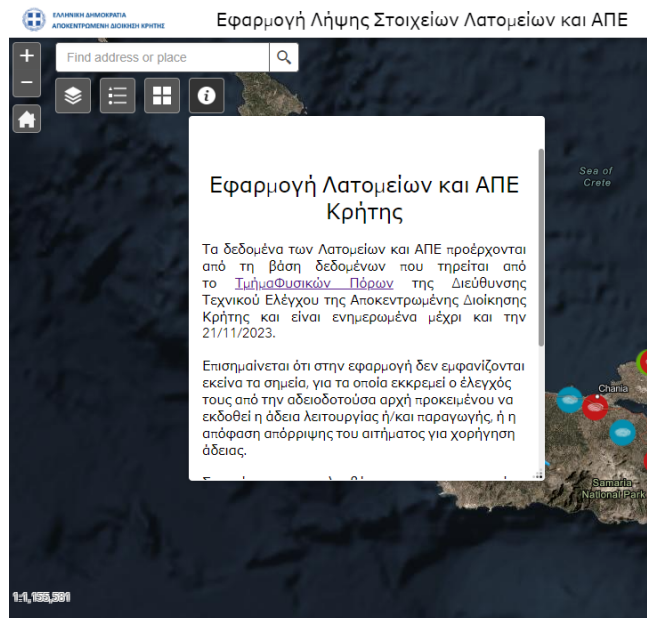 ΕΛΛΗΝΙΚΗ ΔΗΜΟΚΡΑΤΙΑ
ΑΠΟΚΕΝΤΡΩΜΕΝΗ ΔΙΟΙΚΗΣΗ ΚΡΗΤΗΣ
Εφαρμογή Λήψης Στοιχείων Λατομείων και ΑΠΕ
Find address or place
Εφαρμογή Λατομείων και ΑΠΕ
Κρήτης
Τα δεδομένα των Λατομείων και ΑΠΕ προέρχονται
από τη βάση δεδομένων που τηρείται από
το ΤμήμαΦυσικών Πόρων της Διεύθυνσης
Τεχνικού Ελέγχου της Αποκεντρωμένης Διοίκησης
Κρήτης και είναι ενημερωμένα μέχρι και την
21/11/2023.
Επισημαίνεται ότι στην εφαρμογή δεν εμφανίζονται
εκείνα τα σημεία, για τα οποία εκκρεμεί ο έλεγχός
τους από την αδειοδοτούσα αρχή προκειμένου να
εκδοθεί η άδεια λειτουργίας ή/και παραγωγής, ή η
απόφαση απόρριψης του αιτήματος για χορήγηση
άδειας.
Sea of
Crete
Chania
Samaria
National Park
1:1,155,581